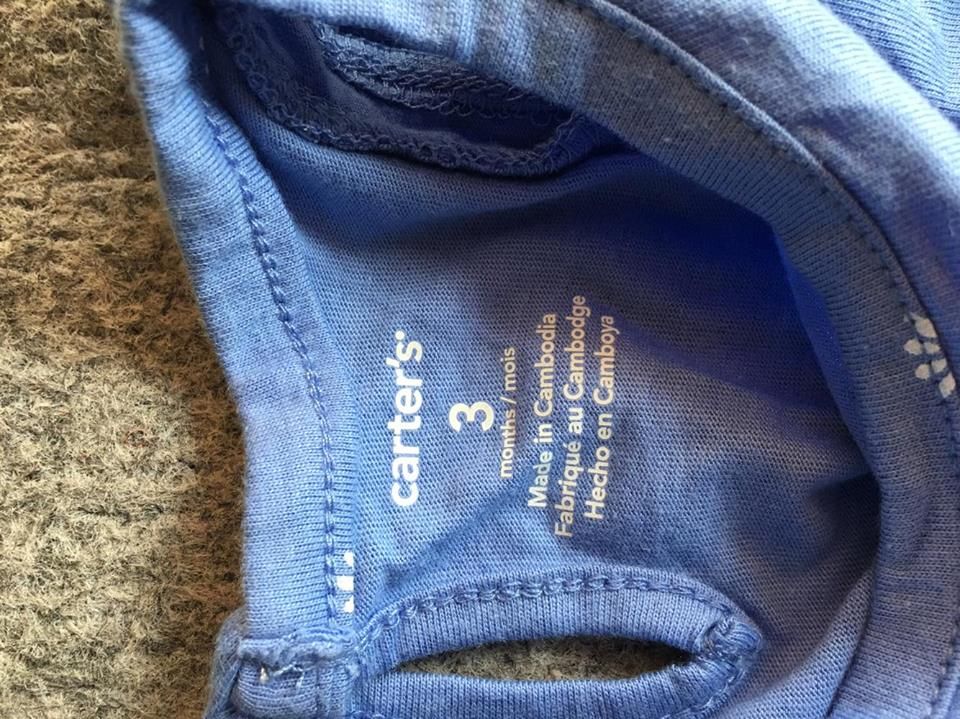 carter's
3
months / mois
Made in Cambodia
Fabriqué au Cambodge
Hecho en Camboya